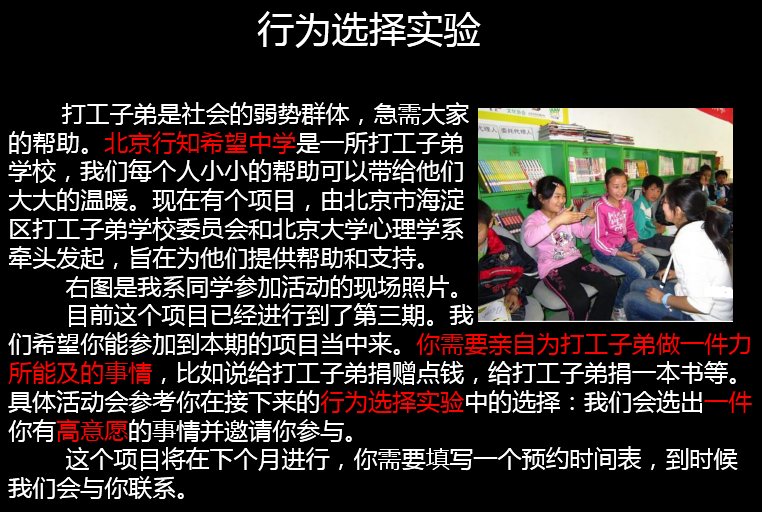 行为选择实验
打工子弟是社会的弱势群体，急需大家
的帮助。北京行知希望中学是一所打工子弟
学校，我们每个人小小的帮助可以带给他们
大大的温暖。现在有个项目，由北京市海淀
区打工子弟学校委员会和北京大学心理学系
牵头发起，旨在为他们提供帮助和支持。
右图是我系同学参加活动的现场照片。
目前这个项目已经进行到了第三期。我
们希望你能参加到本期的项目当中来。你需要亲自为打工子弟做一件力
所能及的事情，比如说给打工子弟捐赠点钱，给打工子弟捐一本书等。
具体活动会参考你在接下来的行为选择实验中的选择：我们会选出一件
你有高意愿的事情并邀请你参与。
这个项目将在下个月进行，你需要填写一个预约时间表，到时候
我们会与你联系。